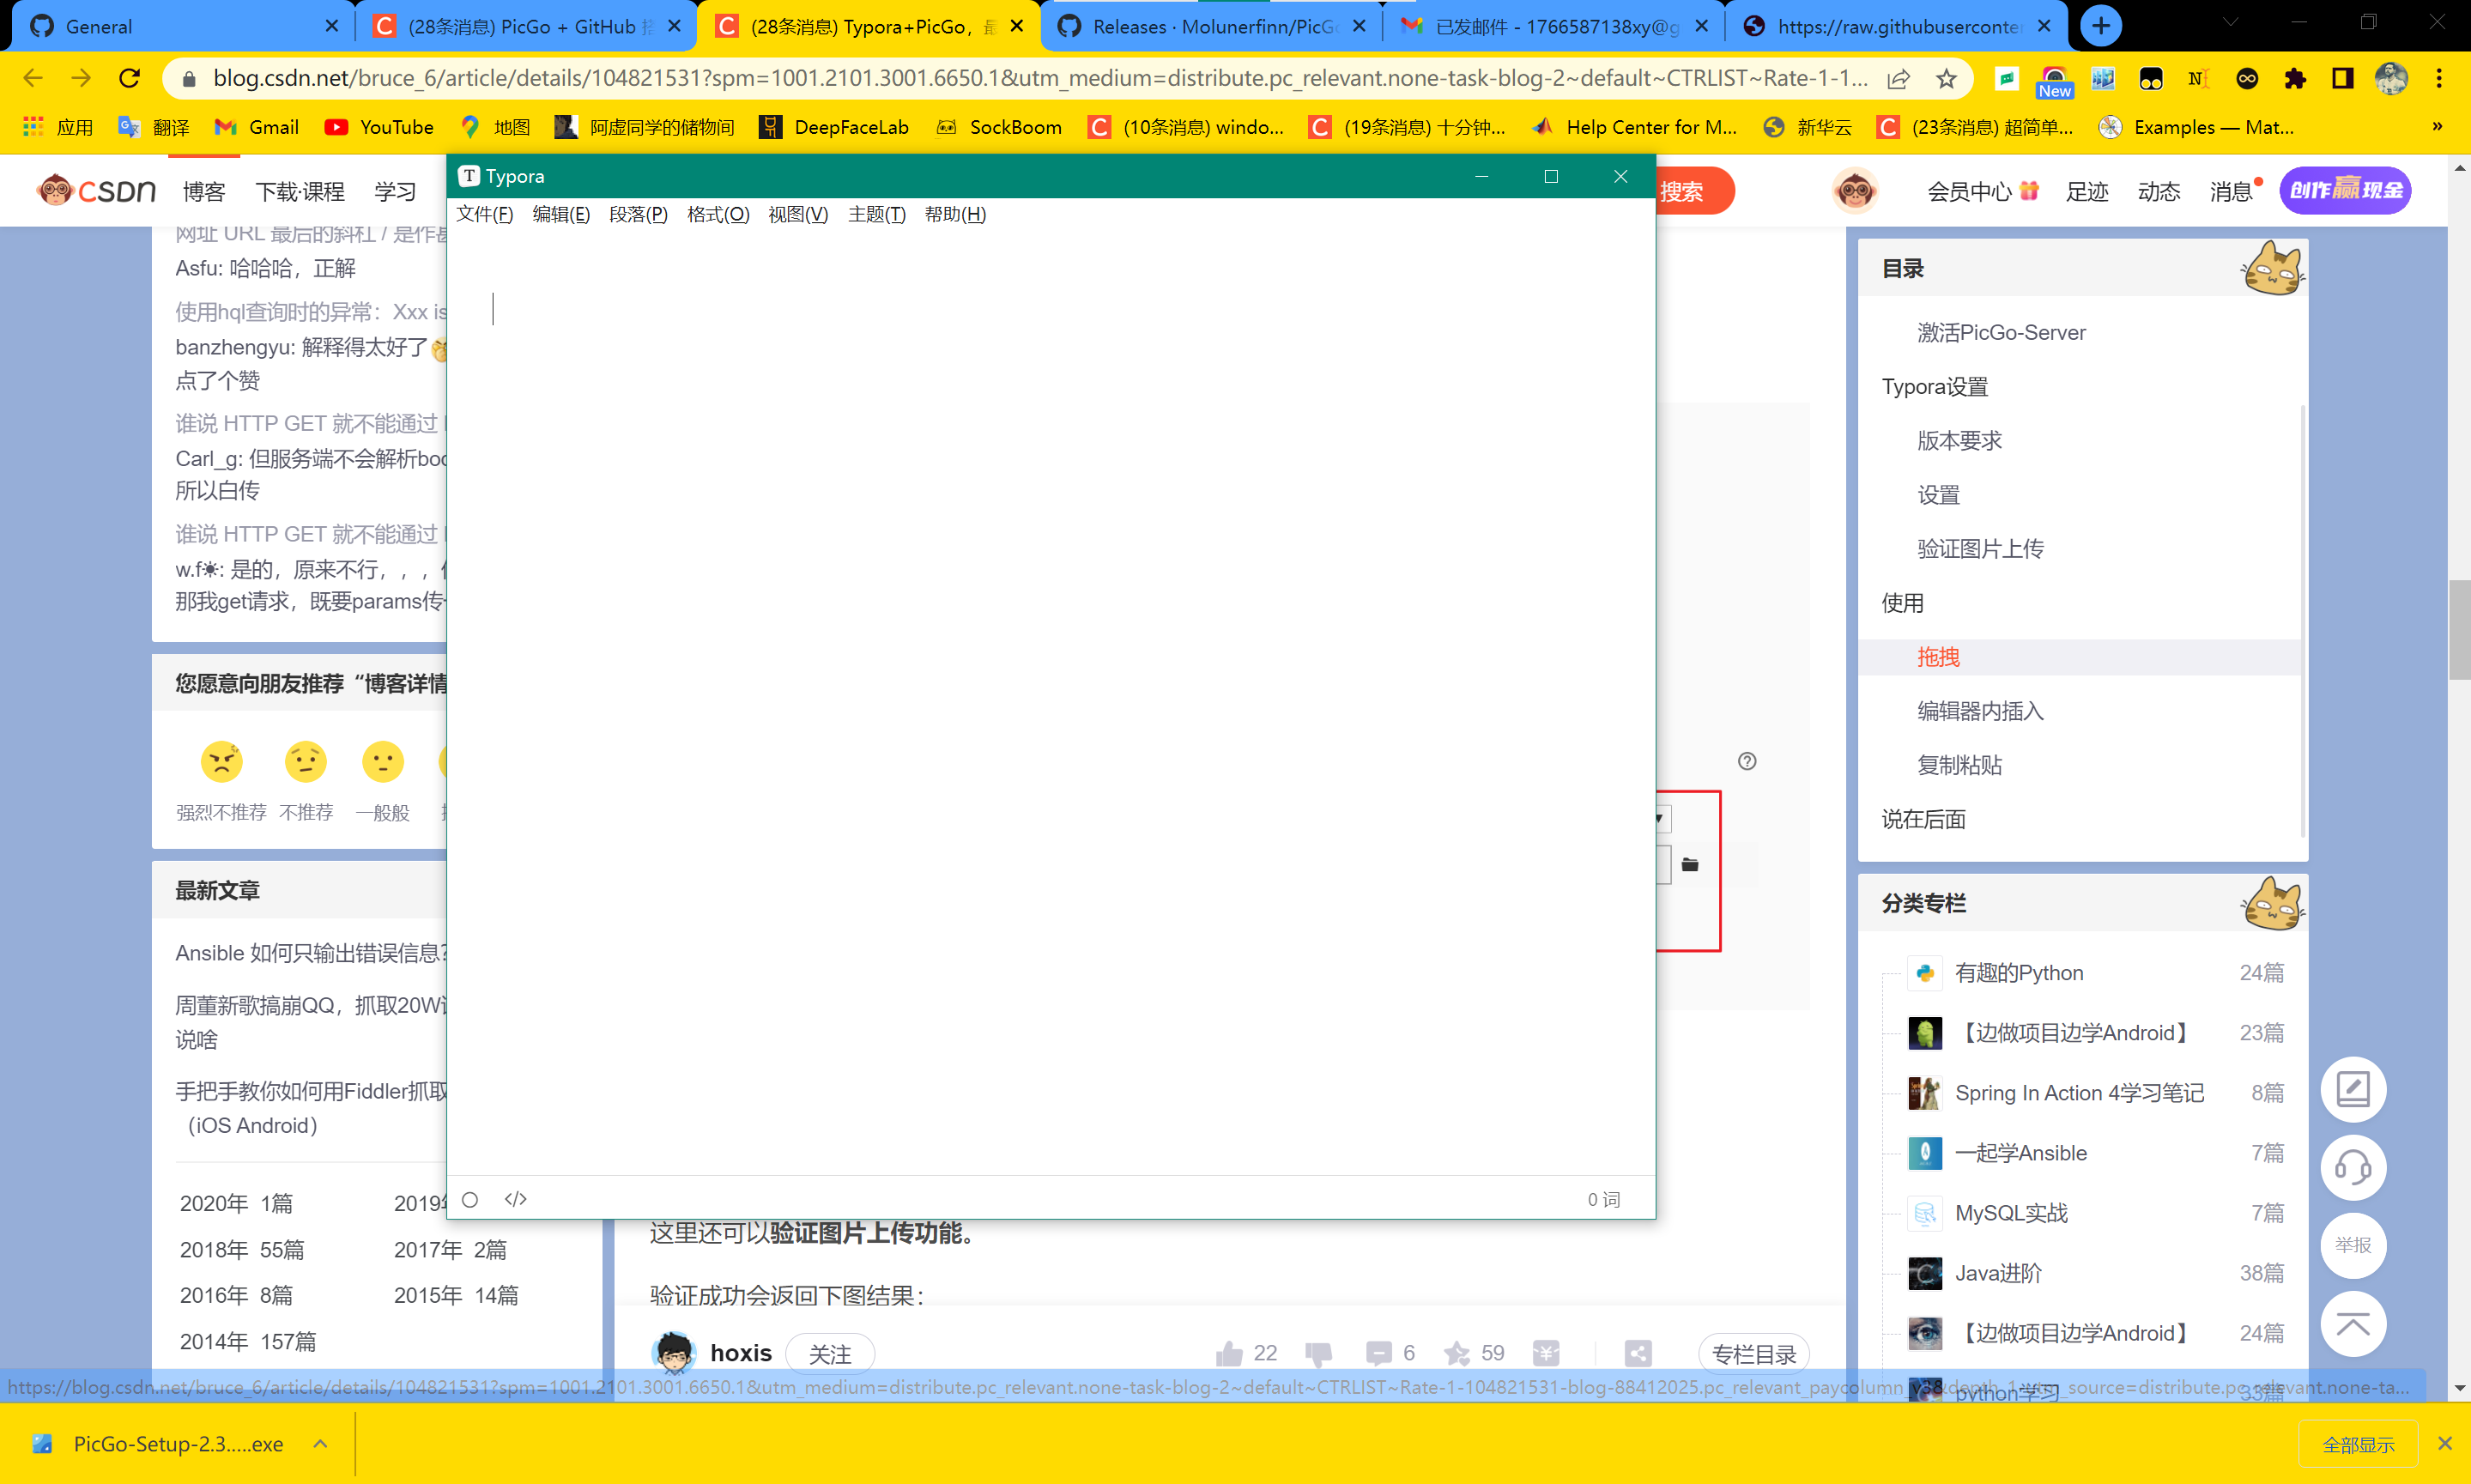 General
(28条消息) PicGo + GitHub 搭
(28条消息) Typora+PicGo，最
Releases · Molunerfinn/PicGo
已发邮件 - 1766587138xy@g
https://raw.githubuserconter
blog.csdn.net/bruce_6/article/details/104821531?spm=1001.2101.3001.6650.1&utm_medium=distribute.pc_relevant.none-task-blog-2~default~CTRLIST~Rate-1-1...
New
应用
翻译
Gmail
YouTube
地图
阿虚同学的储物间
DeepFaceLab
SockBoom
(10条消息) windo...
(19条消息) 十分钟...
Help Center for M...
新华云
(23条消息) 超简单...
Examples — Mat...
»
CSDN
博客
下载·课程
学习
搜索
会员中心
足迹
动态
消息
创作赢现金
Typora
文件(F) 编辑(E) 段落(P) 格式(O) 视图(V) 主题(T) 帮助(H)
0 词
网址 URL 最后的斜杠 / 是作
Asfu: 哈哈哈，正解
使用hql查询时的异常：Xxx is
banzhengyu: 解释得太好了
点了个赞
谁说 HTTP GET 就不能通过
Carl_g: 但服务端不会解析boc
所以白传
谁说 HTTP GET 就不能通过
w.f☀: 是的，原来不行，，，
那我get请求，既要params传
您愿意向朋友推荐“博客详情
强烈不推荐
不推荐
一般般
最新文章
Ansible 如何只输出错误信息？
周董新歌搞崩QQ，抓取20W
说啥
手把手教你如何用Fiddler抓取
（iOS Android）
2020年 1篇
2019年
2018年 55篇
2017年 2篇
2016年 8篇
2015年 14篇
2014年 157篇
这里还可以验证图片上传功能。
验证成功会返回下图结果：
hoxis
关注
22
6
59
专栏目录
目录
激活PicGo-Server
Typora设置
版本要求
设置
验证图片上传
使用
拖拽
编辑器内插入
复制粘贴
说在后面
分类专栏
有趣的Python 24篇
【边做项目边学Android】 23篇
Spring In Action 4学习笔记 8篇
一起学Ansible 7篇
MySQL实战 7篇
Java进阶 38篇
【边做项目边学Android】 24篇
python学习 33篇
举报
https://blog.csdn.net/bruce_6/article/details/104821531?spm=1001.2101.3001.6650.1&utm_medium=distribute.pc_relevant.none-task-blog-2~default~CTRLIST~Rate-1-104821531-blog-88412025.pc_relevant_paycolumn_v3&depth_1-utm_source=distribute.pc_relevant.none-ta...
PicGo-Setup-2.3.....exe
全部显示